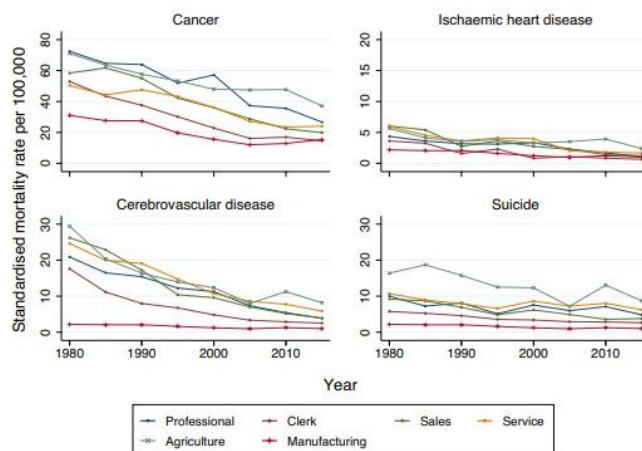 Cancer
Ischaemic heart disease
80
60
40
20
0
20
15
10
5
0
Cerebrovascular disease
Suicide
30
20
10
0
30
20
10
0
1980 1990 2000 2010
1980 1990 2000 2010
Standardised mortality rate per 100,000
Year
Professional Clerk Sales Service
Agriculture Manufacturing